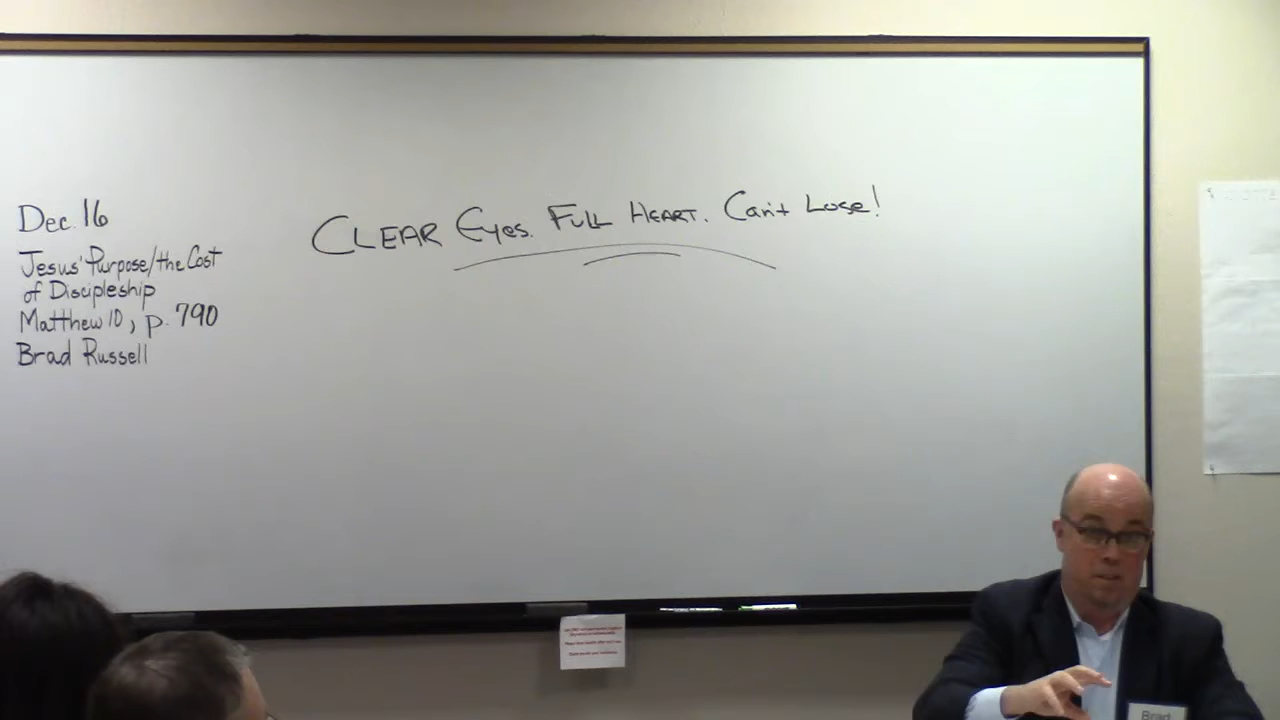 Dec. 16
Jesus' Purpose/the Cost
of Discipleship
Matthew 10, p. 790
Brad Russell
CLEAR Eyes. FULL HEART. Can't Lose!
Brad